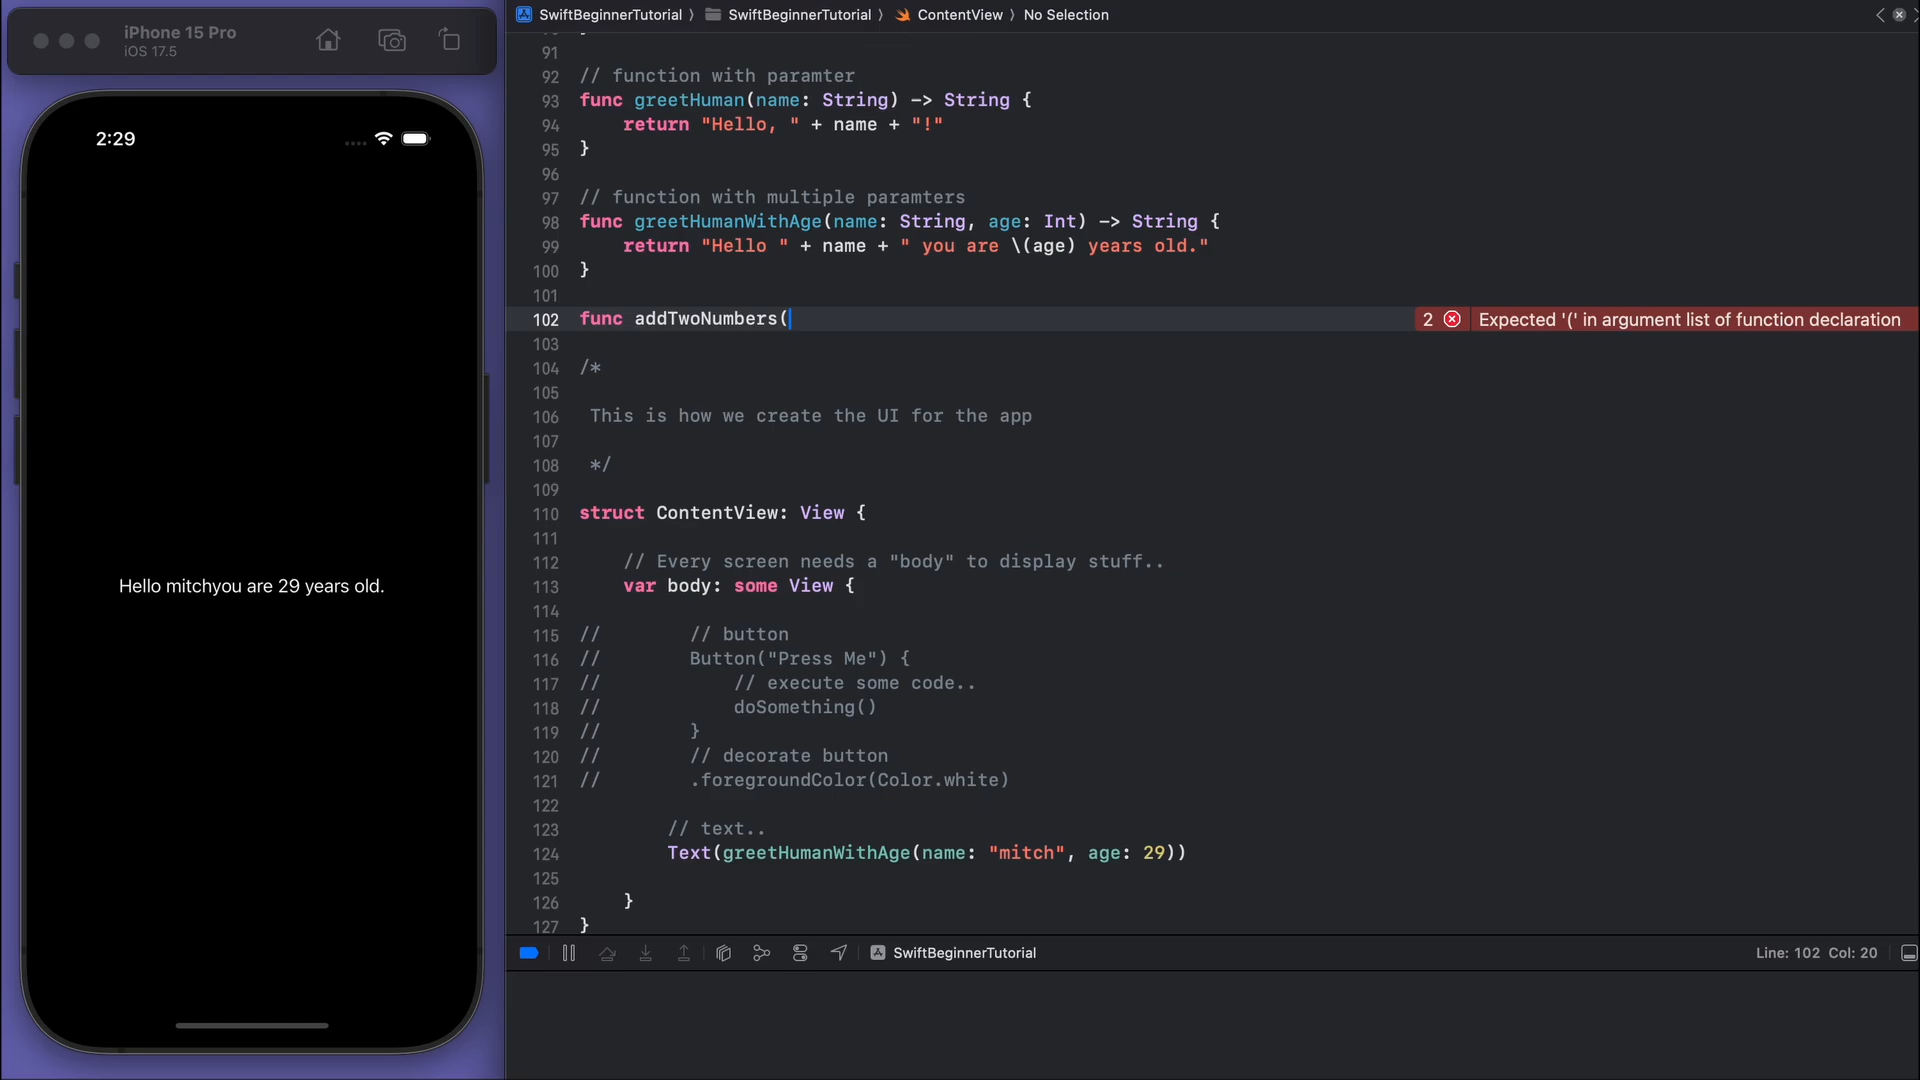 iPhone 15 Pro
iOS 17.5
2:29
Hello mitchyou are 29 years old.
SwiftBeginnerTutorial 〉 SwiftBeginnerTutorial 〉 ContentView 〉 No Selection
91
92 // function with paramter
93 func greetHuman(name: String) -> String {
94 return "Hello, " + name + "!"
95 }
96
97 // function with multiple paramters
98 func greetHumanWithAge(name: String, age: Int) -> String {
99 return "Hello " + name + " you are \(age) years old."
100 }
101
102 func addTwoNumbers( 2 Expected '(' in argument list of function declaration
103
104 /*
105
106 This is how we create the UI for the app
107
108 */
109
110 struct ContentView: View {
111
112 // Every screen needs a "body" to display stuff..
113 var body: some View {
114
115 // // button
116 // Button("Press Me") {
117 // // execute some code..
118 // doSomething()
119 // }
120 // // decorate button
121 // .foregroundColor(Color.white)
122
123 // text..
124 Text(greetHumanWithAge(name: "mitch", age: 29))
125
126 }
127 }
SwiftBeginnerTutorial
Line: 102 Col: 20